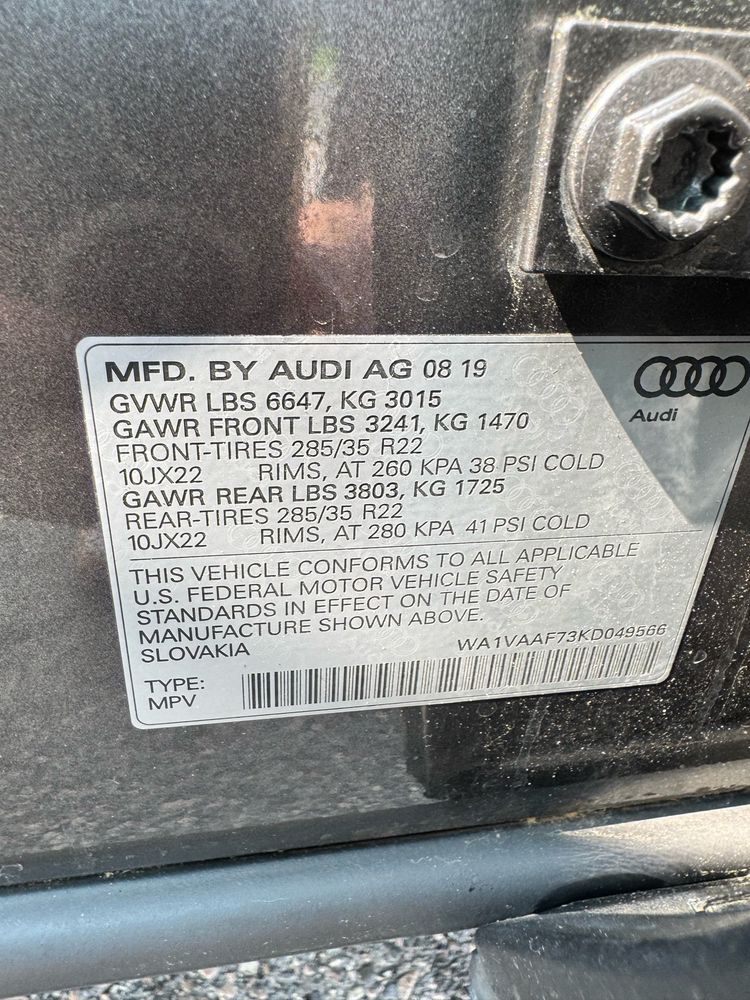 MFD. BY AUDI AG 08 19
GVWR LBS 6647, KG 3015
GAWR FRONT LBS 3241, KG 1470
FRONT-TIRES 285/35 R22
10JX22 RIMS, AT 260 KPA 38 PSI COLD
GAWR REAR LBS 3803, KG 1725
REAR-TIRES 285/35 R22
10JX22 RIMS, AT 280 KPA 41 PSI COLD
Audi
THIS VEHICLE CONFORMS TO ALL APPLICABLE
U.S. FEDERAL MOTOR VEHICLE SAFETY
STANDARDS IN EFFECT ON THE DATE OF
MANUFACTURE SHOWN ABOVE.
SLOVAKIA WA1VAAF73KD049566
TYPE:
MPV